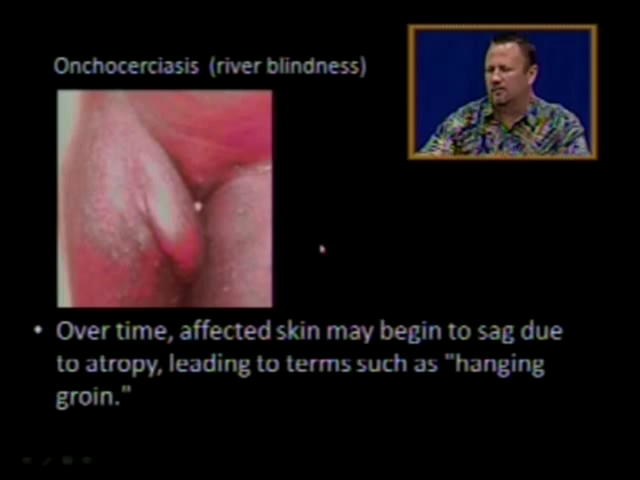 Onchocerciasis (river blindness)
• Over time, affected skin may begin to sag due
to atropy, leading to terms such as "hanging
groin."